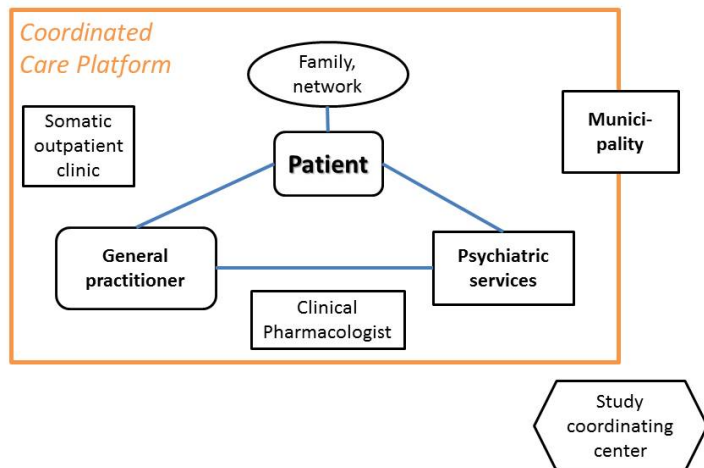 Coordinated
Care Platform
Family,
network
Somatic
outpatient
clinic
Munici-
pality
Patient
General
practitioner
Psychiatric
services
Clinical
Pharmacologist
Study
coordinating
center